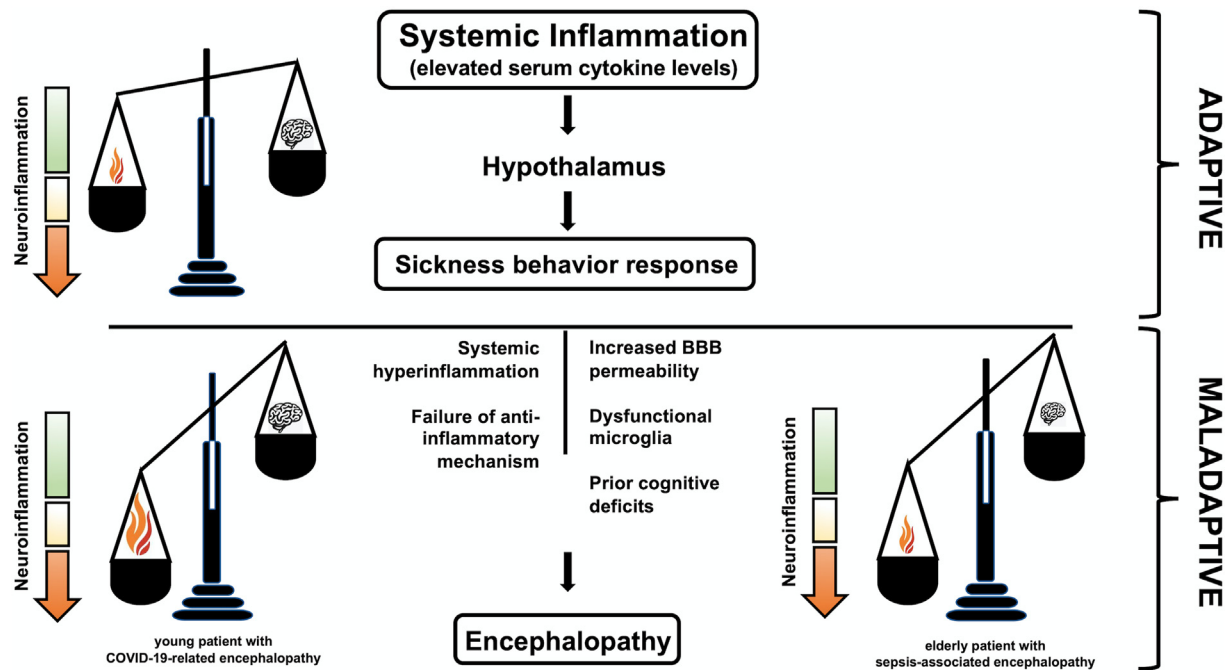 Systemic Inflammation
(elevated serum cytokine levels)
Neuroinflammation
Hypothalamus
Sickness behavior response
ADAPTIVE
Systemic
hyperinflammation
Failure of anti-
inflammatory
mechanism
Increased BBB
permeability
Dysfunctional
microglia
Prior cognitive
deficits
Neuroinflammation
Neuroinflammation
MALADAPTIVE
Encephalopathy
young patient with
COVID-19-related encephalopathy
elderly patient with
sepsis-associated encephalopathy